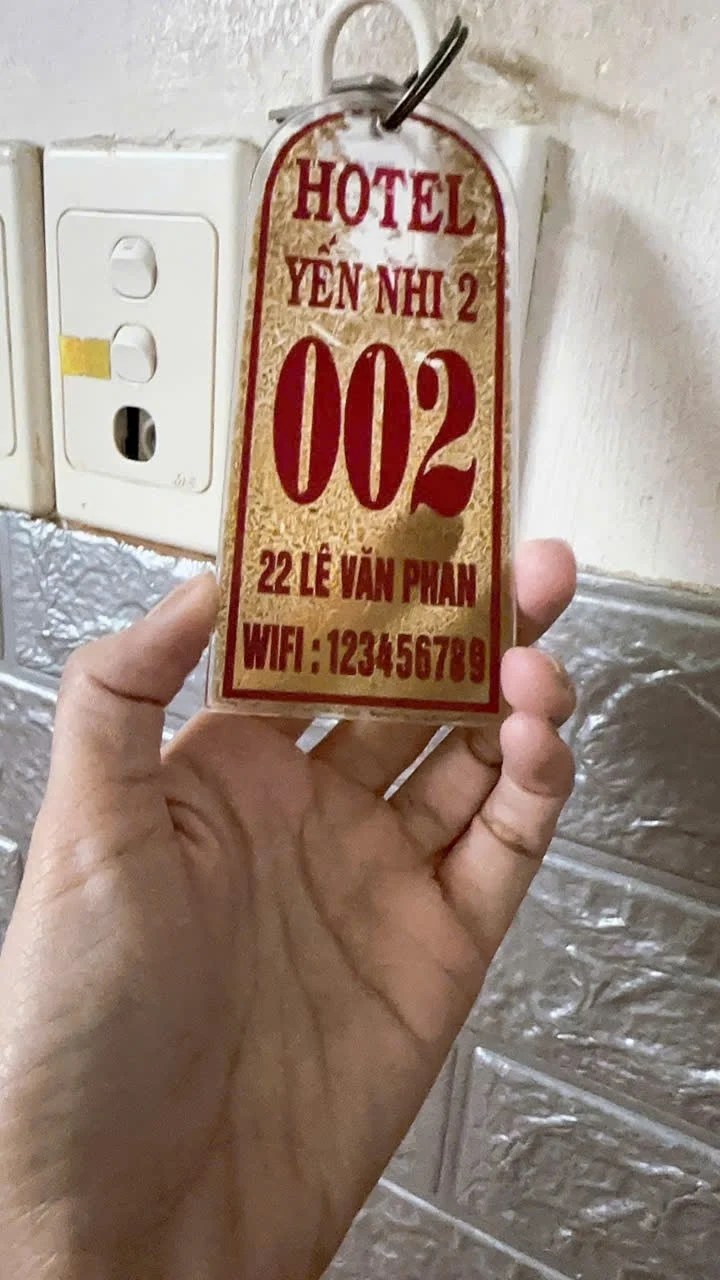 HOTEL
YẾN NHI 2
002
22 LÊ VĂN PHAN
WIFI : 123456789